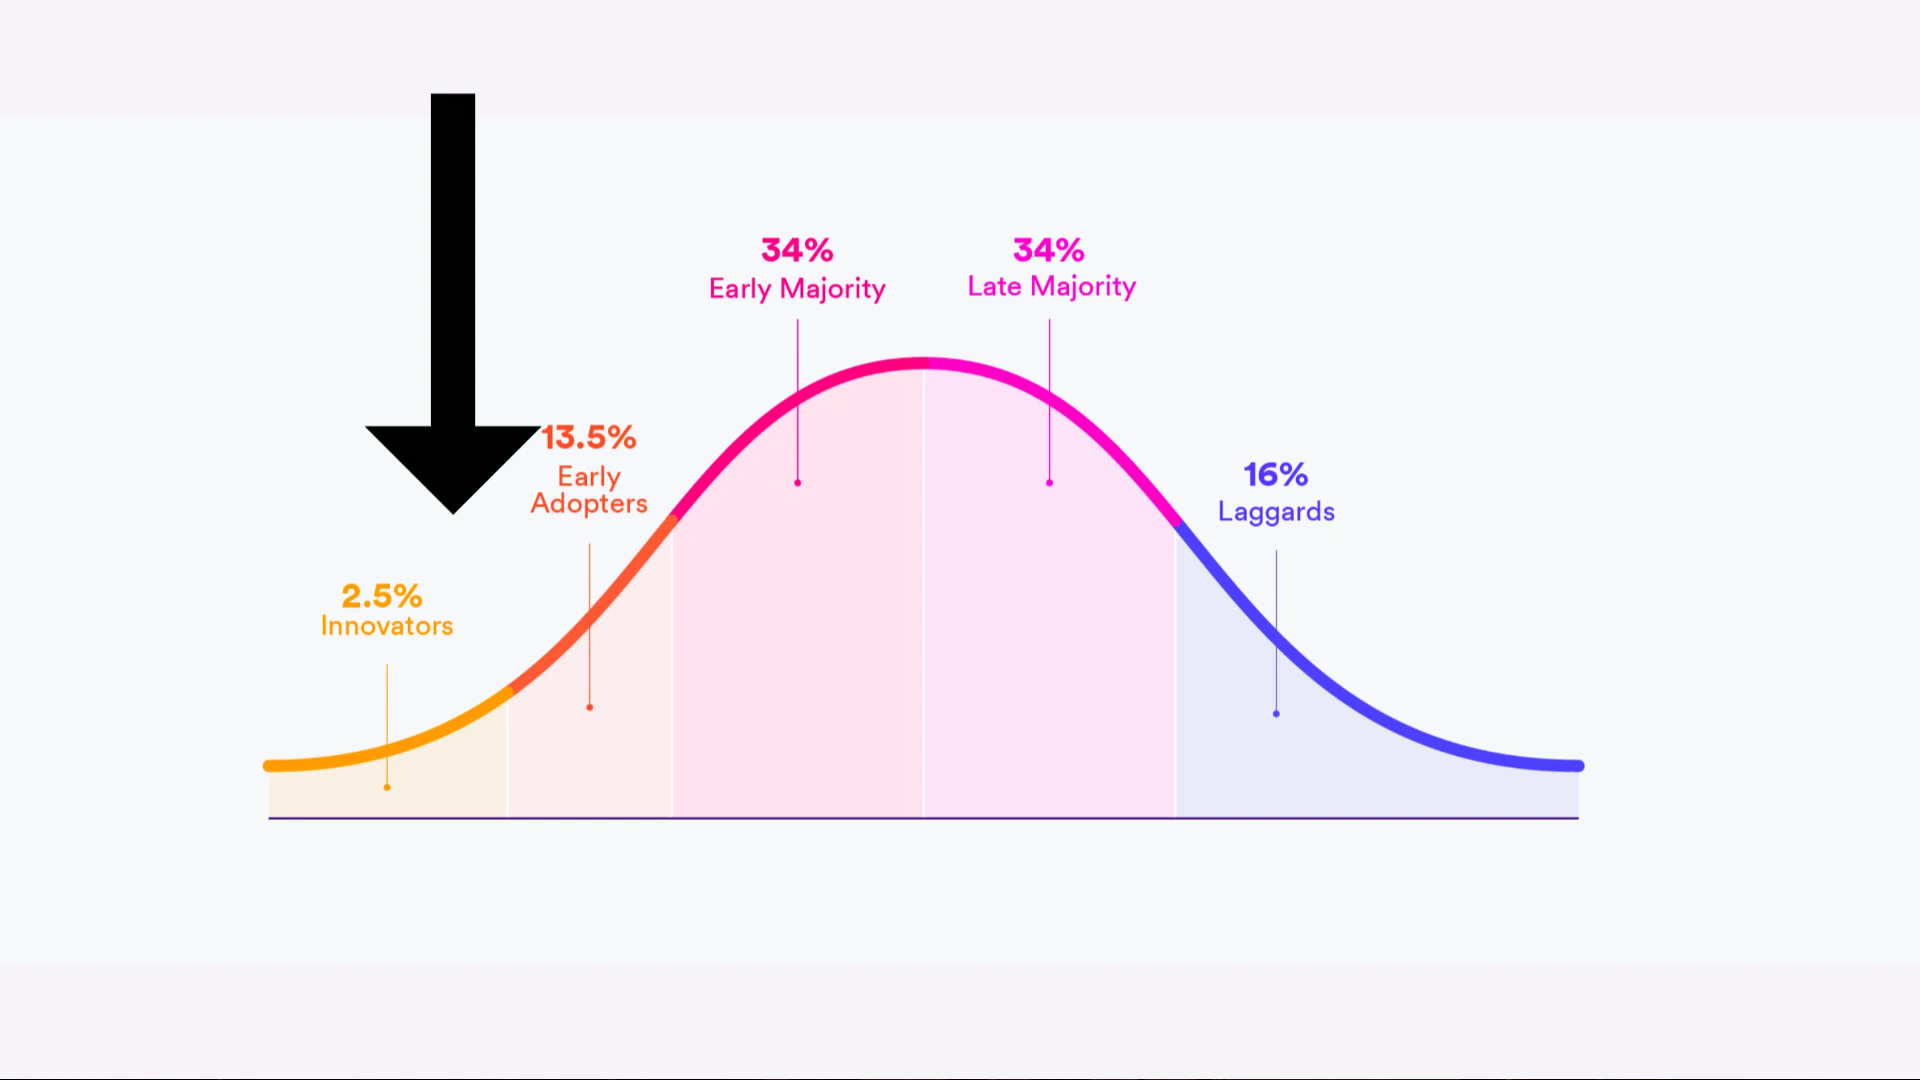 34%
Early Majority
34%
Late Majority
13.5%
Early
Adopters
16%
Laggards
2.5%
Innovators